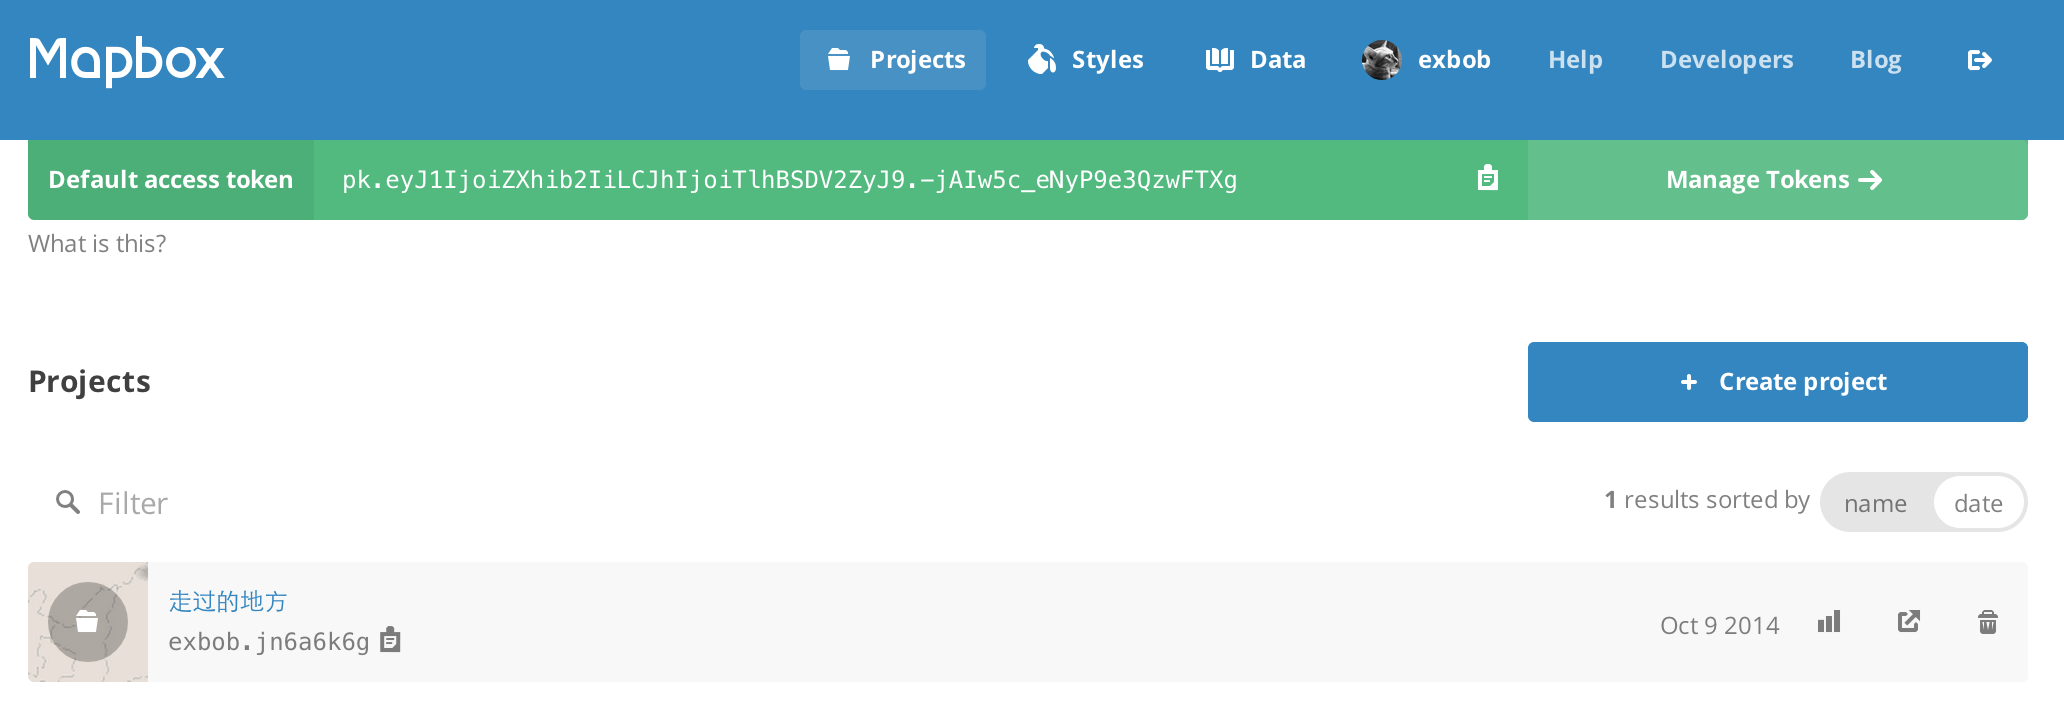 Mapbox
Projects Styles Data exbob Help Developers Blog
Default access token pk.eyJ1IjoiZXhib2IiLCJhIjoiTlhBSDV2ZyJ9.-jAIw5c_eNyP9e3QzwFTXg Manage Tokens
What is this?
Projects
+ Create project
Filter
1 results sorted by name date
走过的地方
exbob.jn6a6k6g
Oct 9 2014